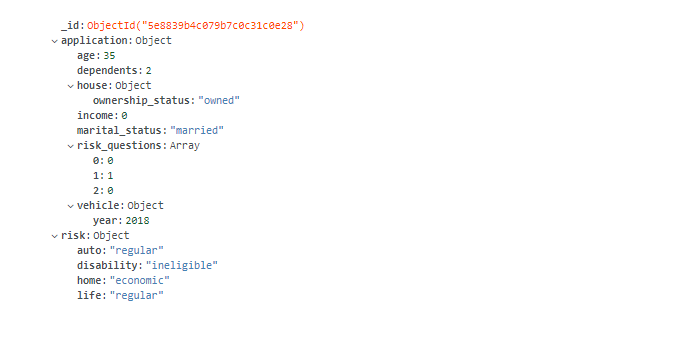 _id: ObjectId("5e8839b4c079b7c0c31c0e28")
application: Object
age: 35
dependents: 2
house: Object
ownership_status: "owned"
income: 0
marital_status: "married"
risk_questions: Array
0: 0
1: 1
2: 0
vehicle: Object
year: 2018
risk: Object
auto: "regular"
disability: "ineligible"
home: "economic"
life: "regular"